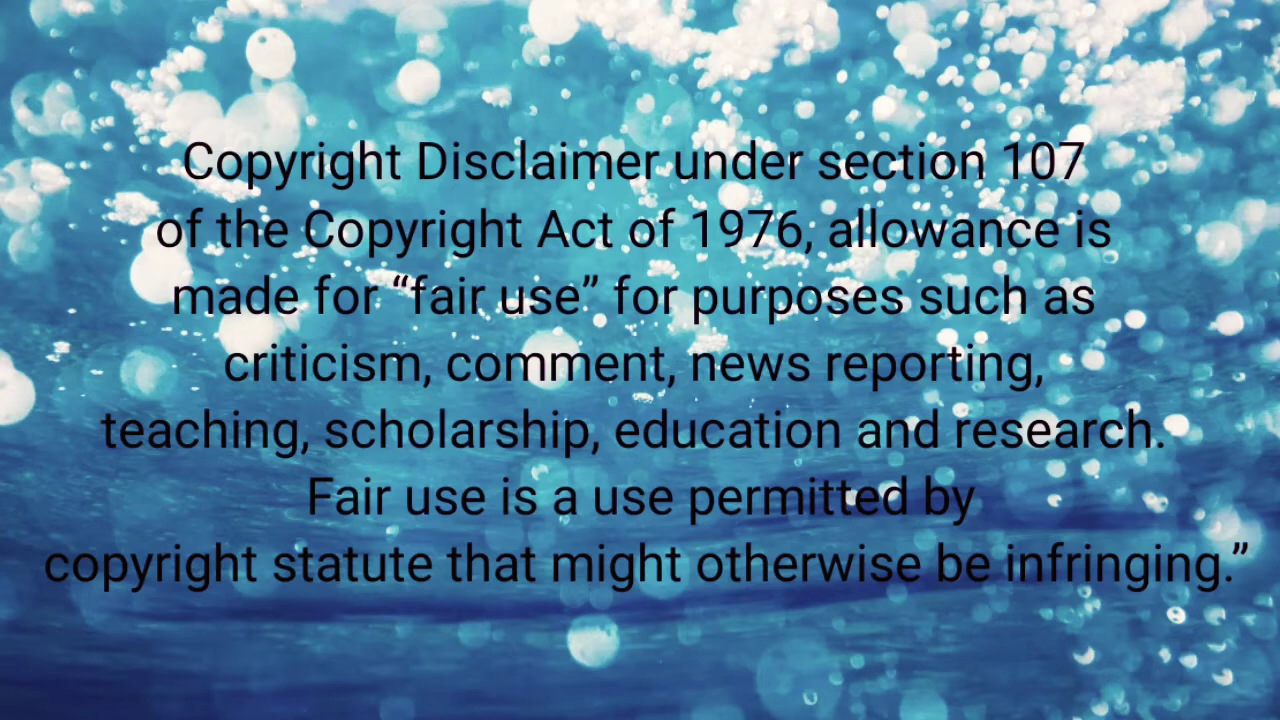 Copyright Disclaimer under section 107
of the Copyright Act of 1976, allowance is
made for “fair use” for purposes such as
criticism, comment, news reporting,
teaching, scholarship, education and research.
Fair use is a use permitted by
copyright statute that might otherwise be infringing.”